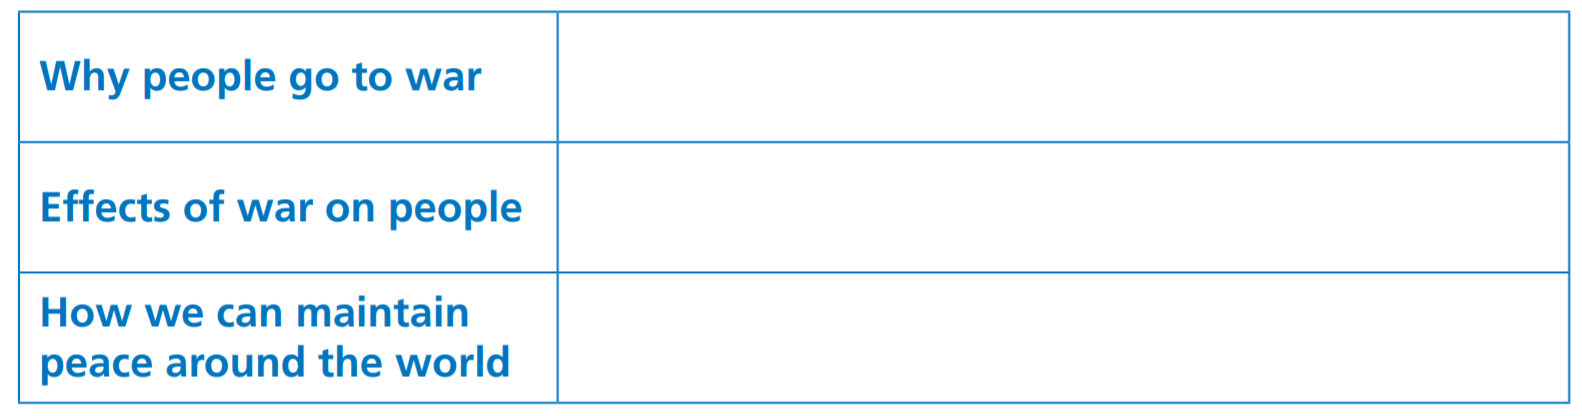 Why people go to war
Effects of war on people
How we can maintain
peace around the world